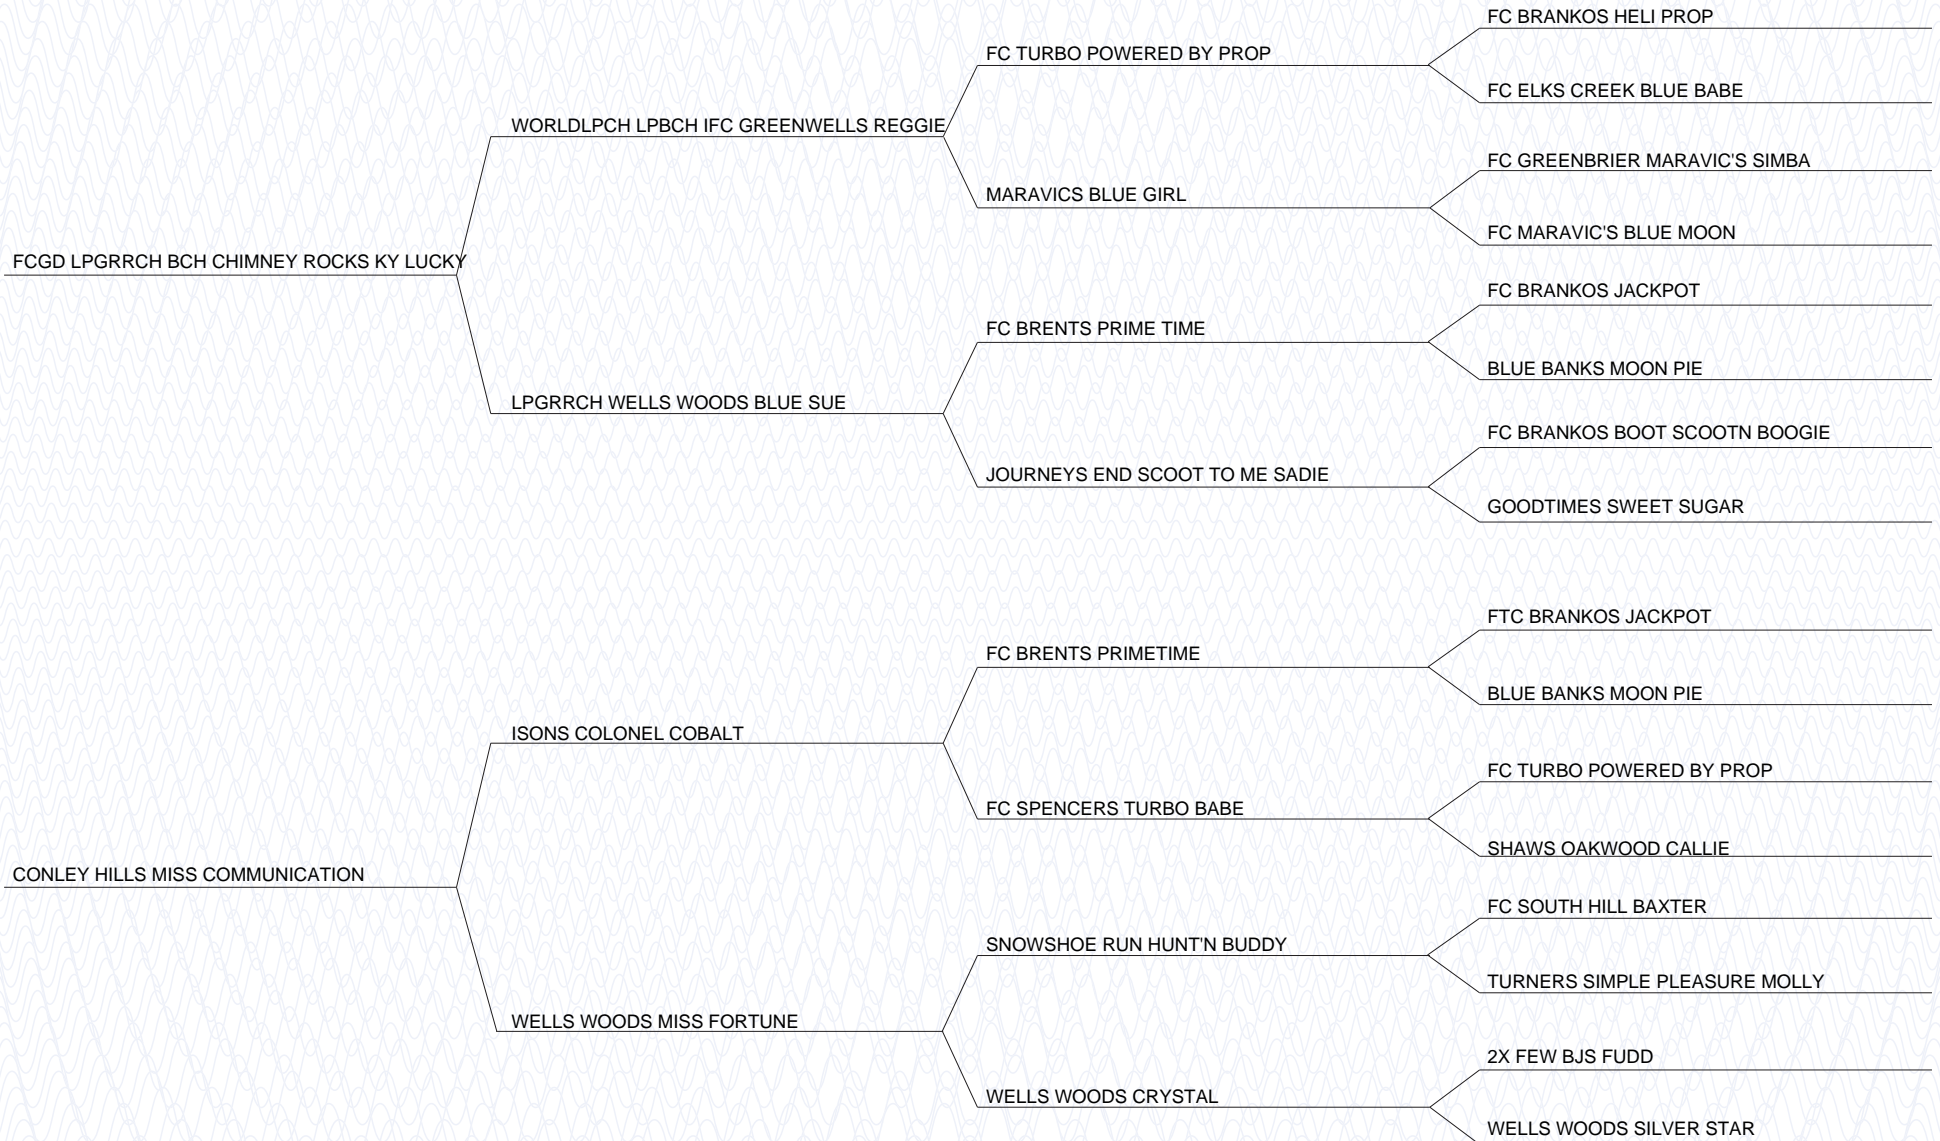 FC BRANKOS HELI PROP
FC TURBO POWERED BY PROP
FC ELKS CREEK BLUE BABE
WORLDLPCH LPBCH IFC GREENWELLS REGGIE
FC GREENBRIER MARAVIC'S SIMBA
MARAVICS BLUE GIRL
FC MARAVIC'S BLUE MOON
FCGD LPGRRCH BCH CHIMNEY ROCKS KY LUCKY
FC BRANKOS JACKPOT
FC BRENTS PRIME TIME
BLUE BANKS MOON PIE
LPGRRCH WELLS WOODS BLUE SUE
FC BRANKOS BOOT SCOOTN BOOGIE
JOURNEYS END SCOOT TO ME SADIE
GOODTIMES SWEET SUGAR
FTC BRANKOS JACKPOT
FC BRENTS PRIMETIME
BLUE BANKS MOON PIE
ISONS COLONEL COBALT
FC TURBO POWERED BY PROP
FC SPENCERS TURBO BABE
SHAWS OAKWOOD CALLIE
CONLEY HILLS MISS COMMUNICATION
FC SOUTH HILL BAXTER
SNOWSHOE RUN HUNT'N BUDDY
TURNERS SIMPLE PLEASURE MOLLY
WELLS WOODS MISS FORTUNE
2X FEW BJS FUDD
WELLS WOODS CRYSTAL
WELLS WOODS SILVER STAR